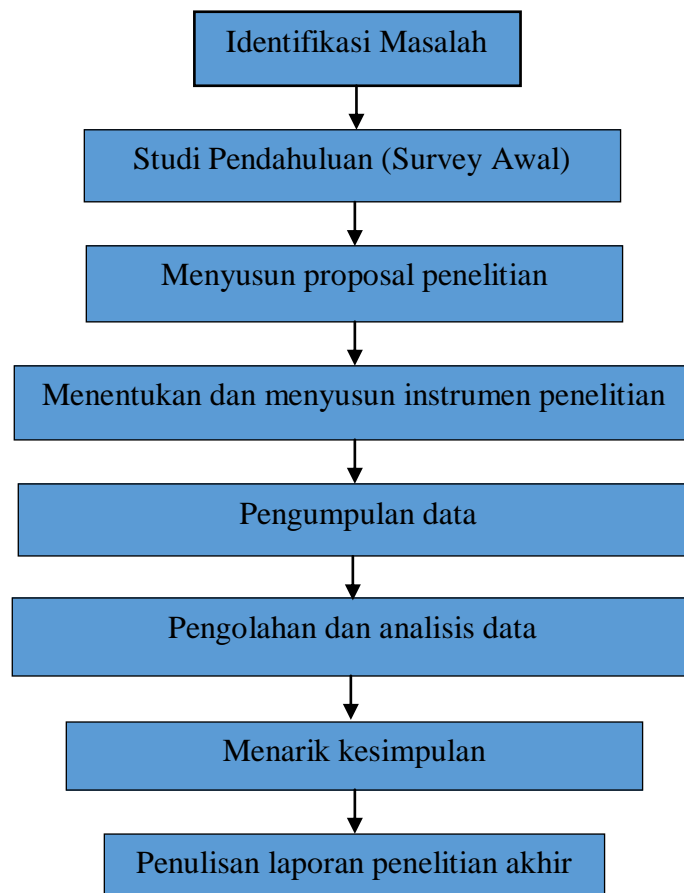 Identifikasi Masalah
Studi Pendahuluan (Survey Awal)
Menyusun proposal penelitian
Menentukan dan menyusun instrumen penelitian
Pengumpulan data
Pengolahan dan analisis data
Menarik kesimpulan
Penulisan laporan penelitian akhir